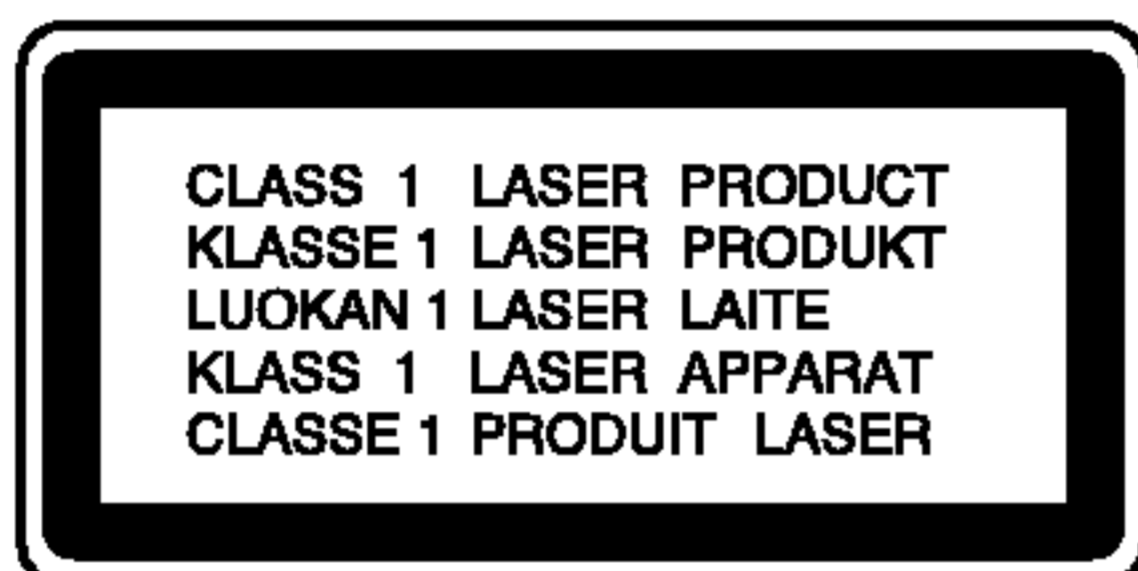 CLASS 1 LASER PRODUCT
KLASSE 1 LASER PRODUKT
LUOKAN 1 LASER LAITE
KLASS 1 LASER APPARAT
CLASSE 1 PRODUIT LASER